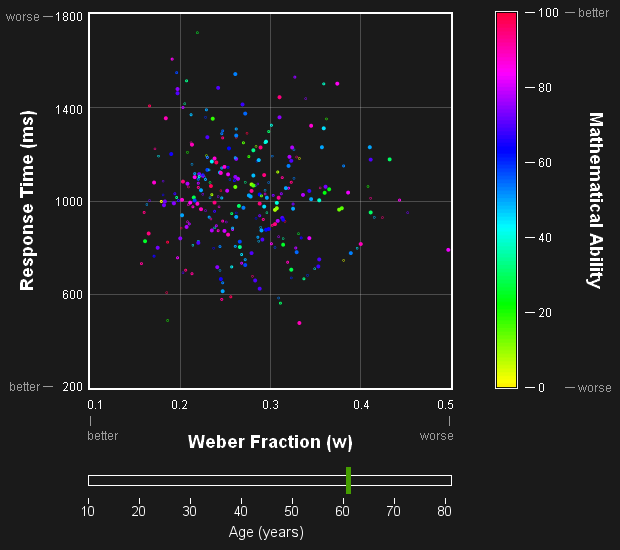 worse
1800
1400
1000
600
better
200
Response Time (ms)
0.1
0.2
0.3
0.4
0.5
better
worse
Weber Fraction (w)
10
20
30
40
50
60
70
80
Age (years)
100
better
80
60
40
20
0
worse
Mathematical Ability